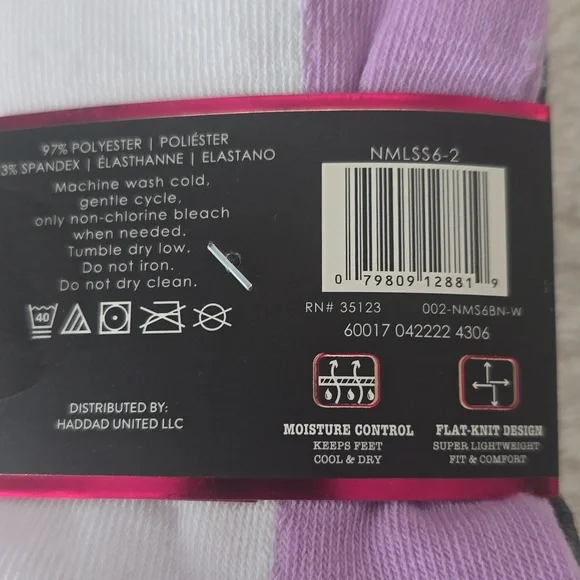 97% POLYESTER | POLIÉSTER
3% SPANDEX | ÉLASTHANNE | ELASTANO
Machine wash cold,
gentle cycle,
only non-chlorine bleach
when needed.
Tumble dry low.
Do not iron.
Do not dry clean.
40
DISTRIBUTED BY:
HADDAD UNITED LLC
NMLSS6-2
0 79809 12881 9
RN# 35123 002-NMS6BN-W
60017 042222 4306
MOISTURE CONTROL
KEEPS FEET
COOL & DRY
FLAT-KNIT DESIGN
SUPER LIGHTWEIGHT
FIT & COMFORT